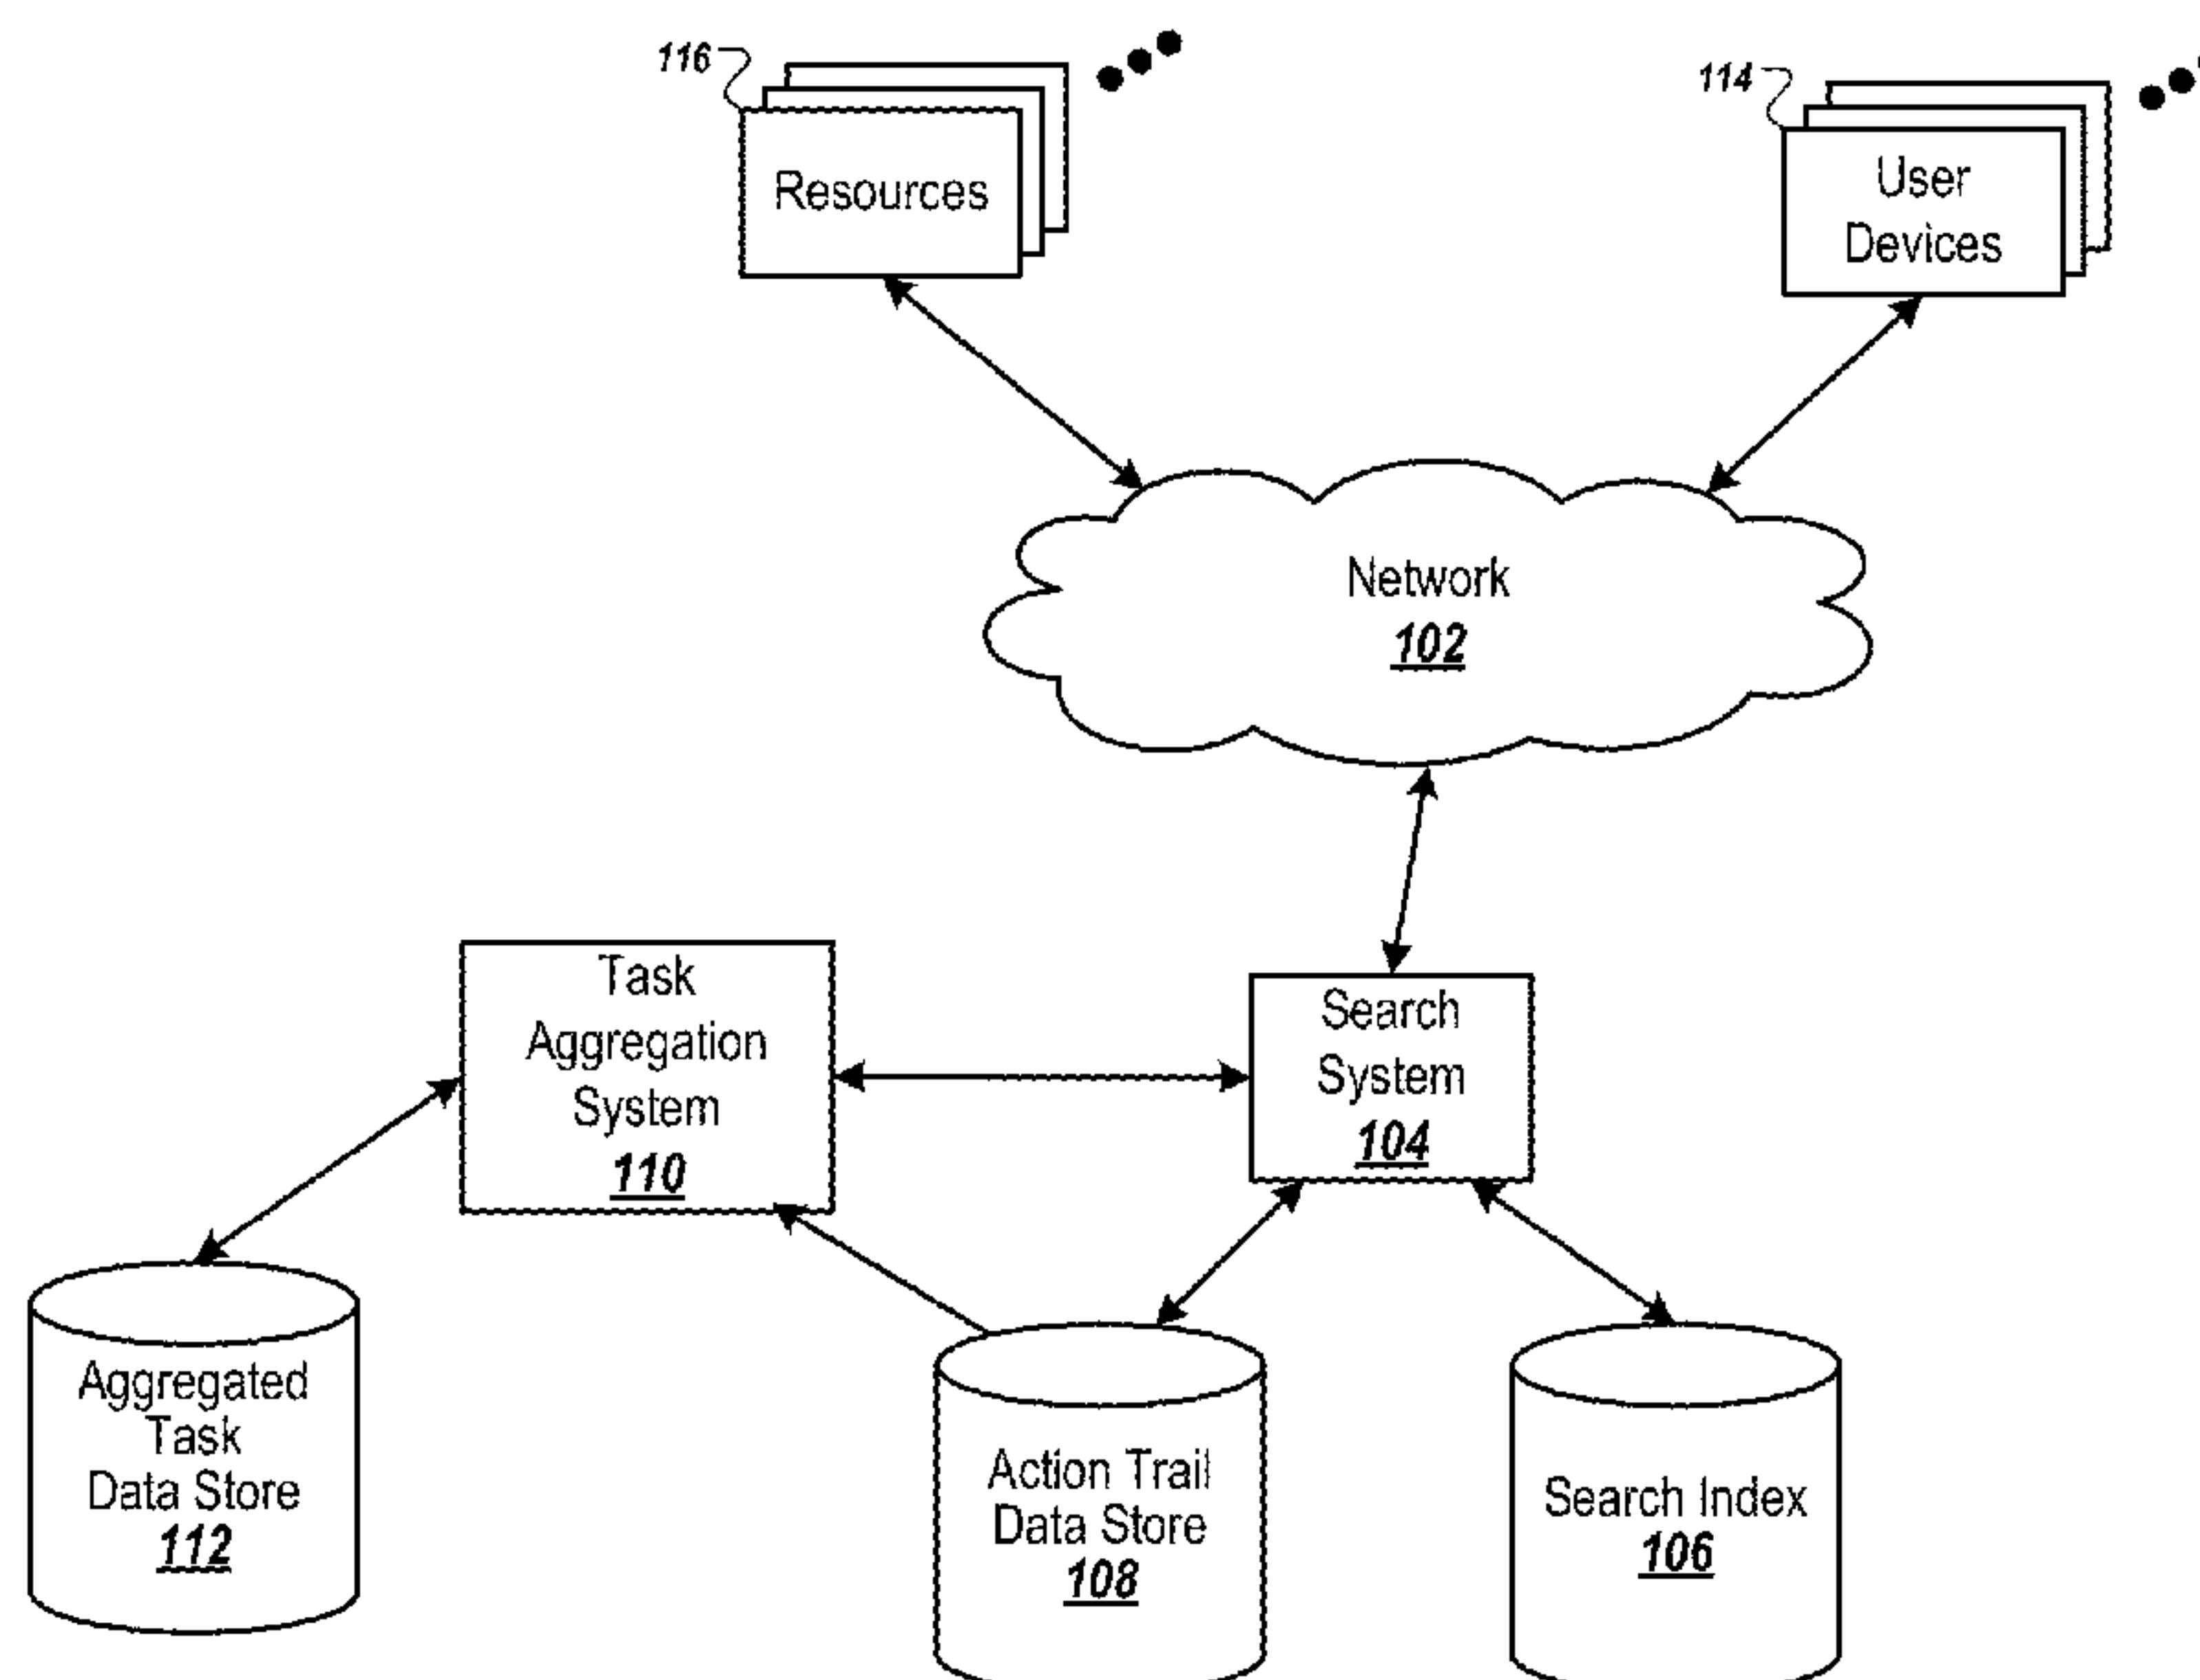 116
Resources
114
User
Devices
Network
102
Task
Aggregation
System
110
Search
System
104
Aggregated
Task
Data Store
112
Action Trail
Data Store
108
Search Index
106